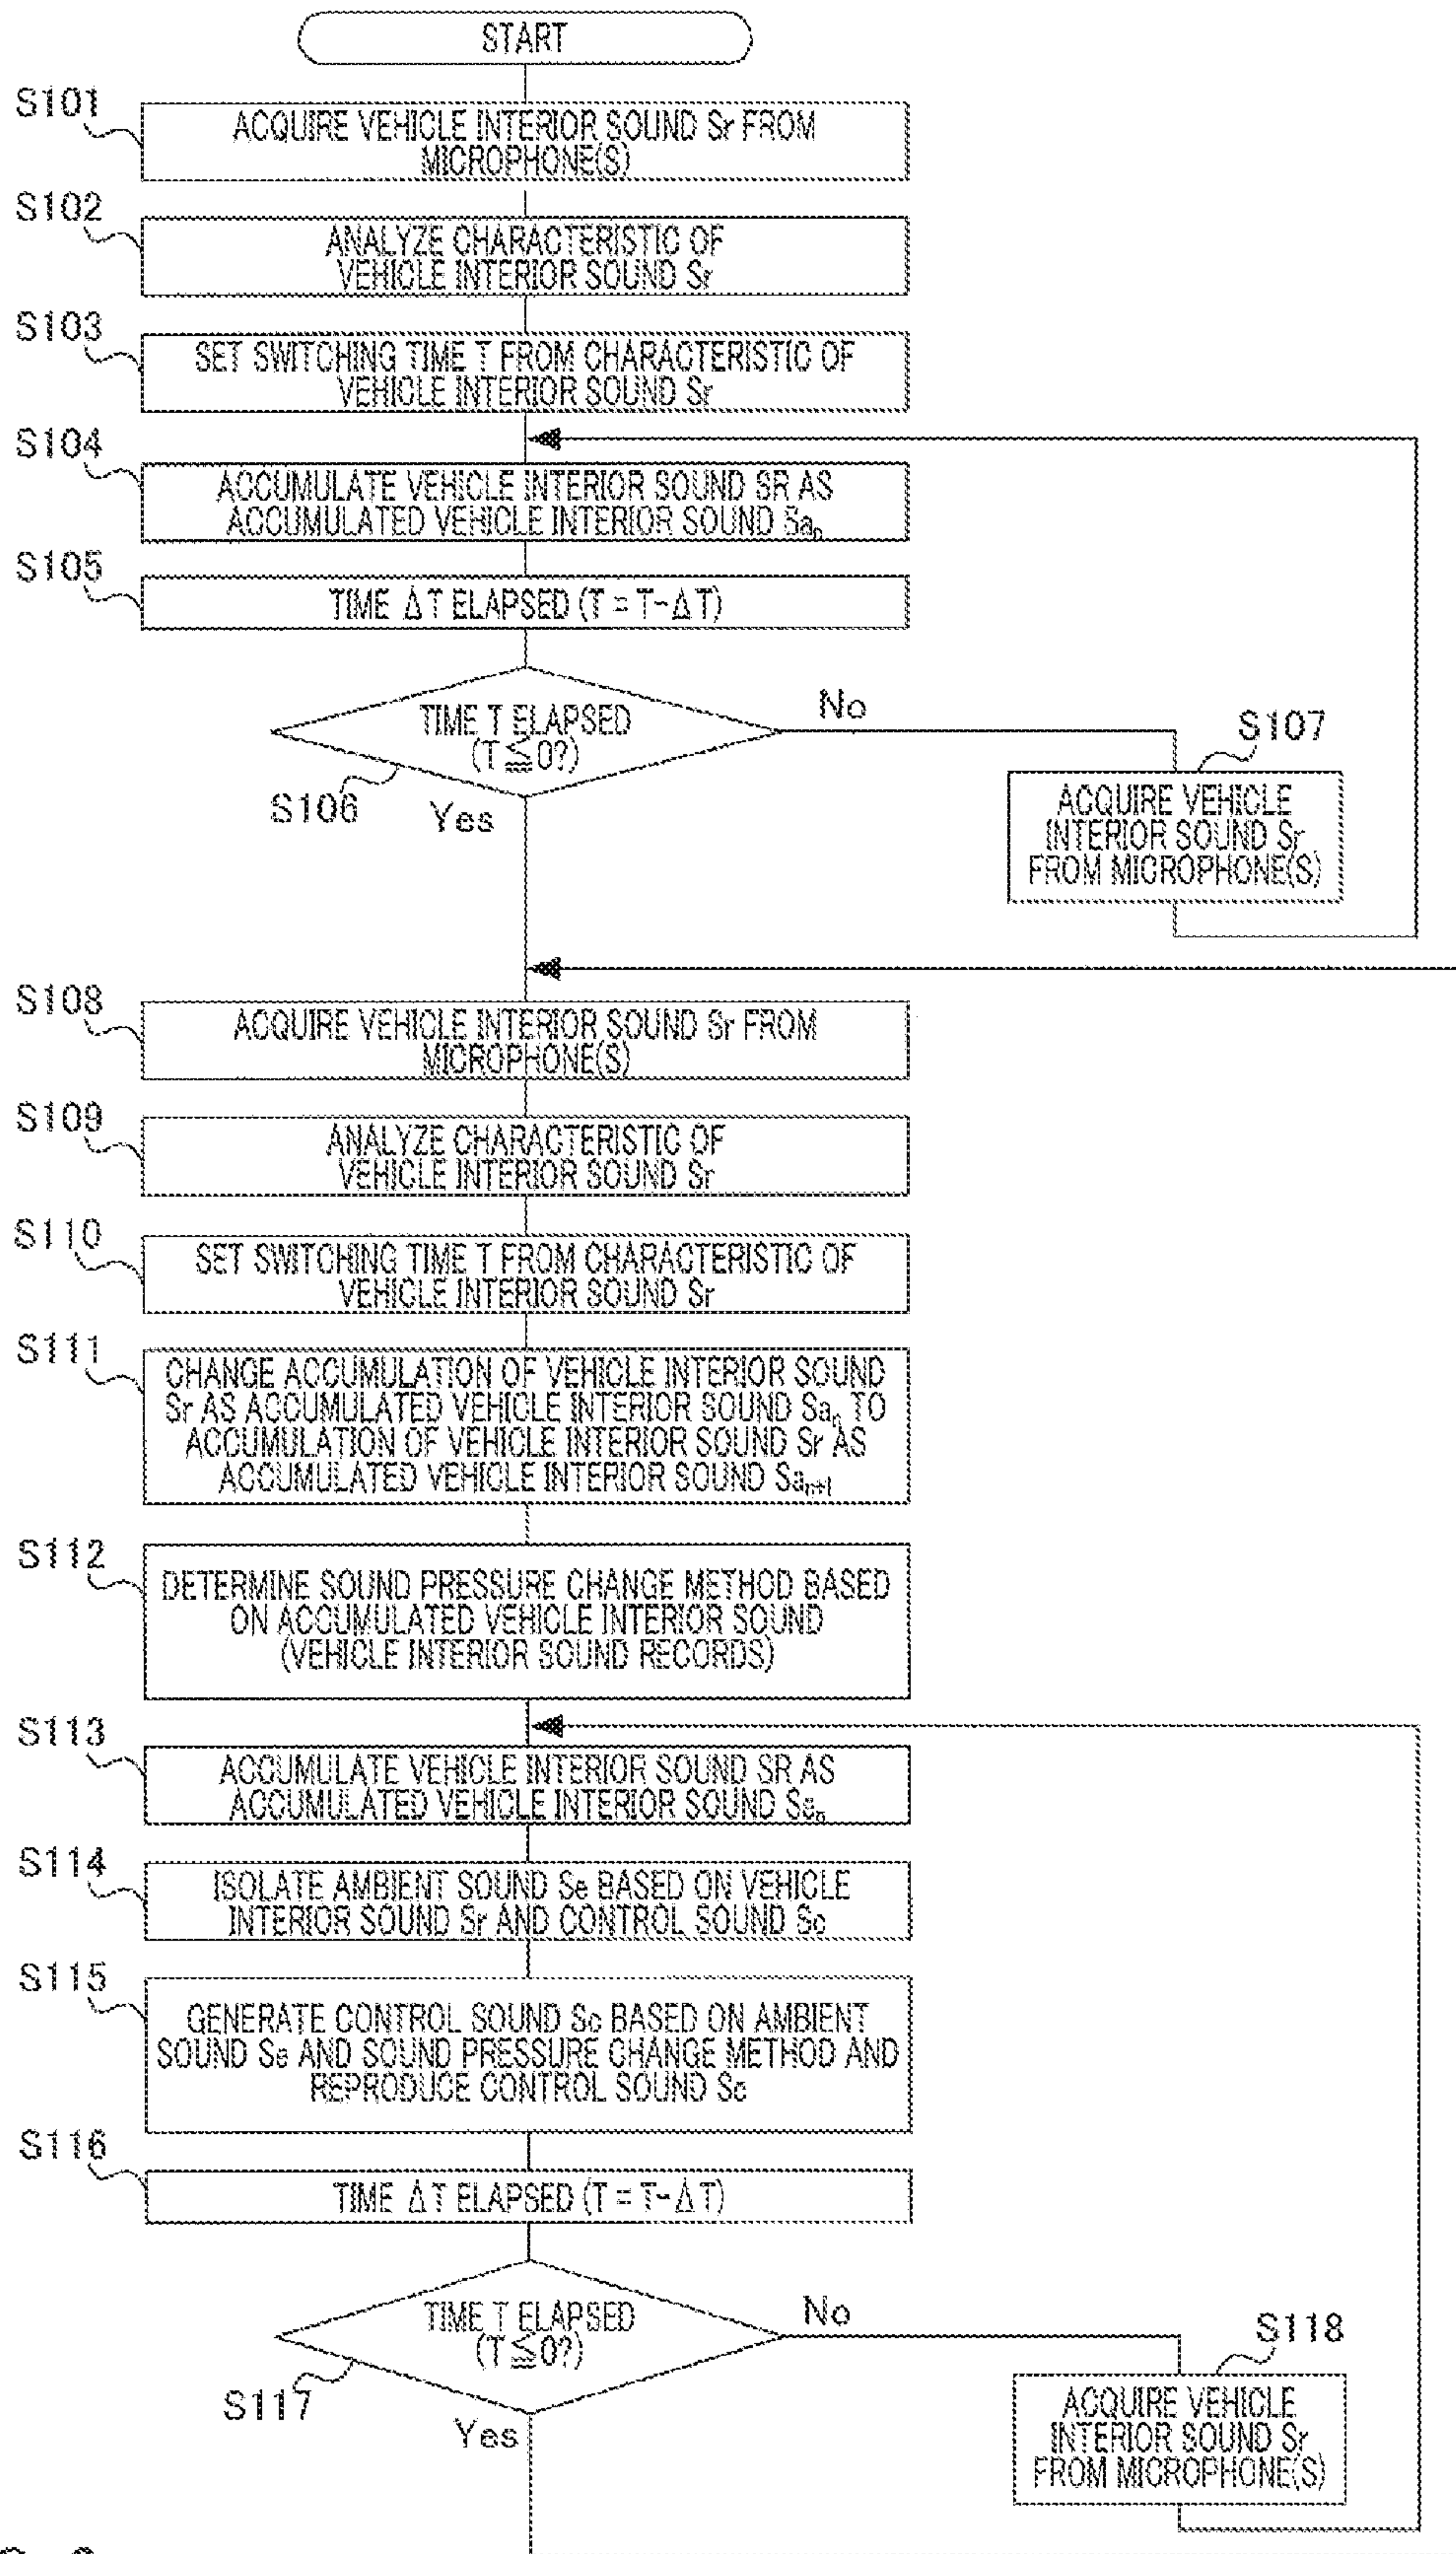 START
S101
ACQUIRE VEHICLE INTERIOR SOUND Sr FROM
MICROPHONE(S)
S102
ANALYZE CHARACTERISTIC OF
VEHICLE INTERIOR SOUND Sr
S103
SET SWITCHING TIME T FROM CHARACTERISTIC OF
VEHICLE INTERIOR SOUND Sr
S104
ACCUMULATE VEHICLE INTERIOR SOUND SR AS
ACCUMULATED VEHICLE INTERIOR SOUND Saₙ
S105
TIME ΔT ELAPSED (T = T-ΔT)
TIME T ELAPSED
(T≦0?)
S106
Yes
No
S107
ACQUIRE VEHICLE
INTERIOR SOUND Sr
FROM MICROPHONE(S)
S108
ACQUIRE VEHICLE INTERIOR SOUND Sr FROM
MICROPHONE(S)
S109
ANALYZE CHARACTERISTIC OF
VEHICLE INTERIOR SOUND Sr
S110
SET SWITCHING TIME T FROM CHARACTERISTIC OF
VEHICLE INTERIOR SOUND Sr
S111
CHANGE ACCUMULATION OF VEHICLE INTERIOR SOUND
Sr AS ACCUMULATED VEHICLE INTERIOR SOUND Saₙ TO
ACCUMULATION OF VEHICLE INTERIOR SOUND Sr AS
ACCUMULATED VEHICLE INTERIOR SOUND Saₙ₊₁
S112
DETERMINE SOUND PRESSURE CHANGE METHOD BASED
ON ACCUMULATED VEHICLE INTERIOR SOUND
(VEHICLE INTERIOR SOUND RECORDS)
S113
ACCUMULATE VEHICLE INTERIOR SOUND SR AS
ACCUMULATED VEHICLE INTERIOR SOUND Saₙ
S114
ISOLATE AMBIENT SOUND Se BASED ON VEHICLE
INTERIOR SOUND Sr AND CONTROL SOUND Sc
S115
GENERATE CONTROL SOUND Sc BASED ON AMBIENT
SOUND Se AND SOUND PRESSURE CHANGE METHOD AND
REPRODUCE CONTROL SOUND Sc
S116
TIME ΔT ELAPSED (T = T-ΔT)
TIME T ELAPSED
(T≦0?)
S117
Yes
No
S118
ACQUIRE VEHICLE
INTERIOR SOUND Sr
FROM MICROPHONE(S)